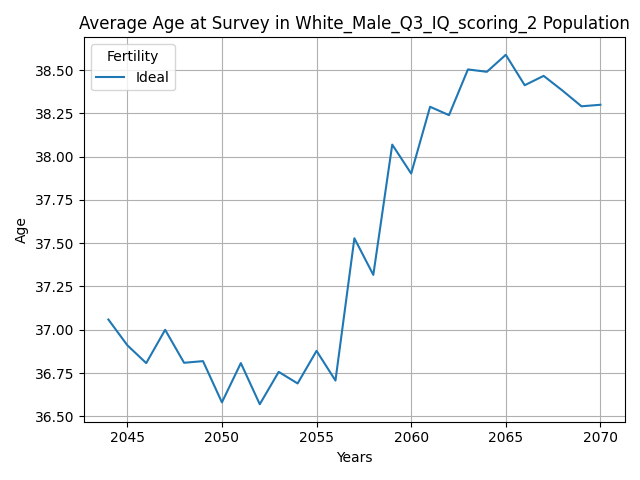 Average Age at Survey in White_Male_Q3_IQ_scoring_2 Population
Fertility
Ideal
38.50
38.25
38.00
37.75
37.50
37.25
37.00
36.75
36.50
Age
2045 2050 2055 2060 2065 2070
Years